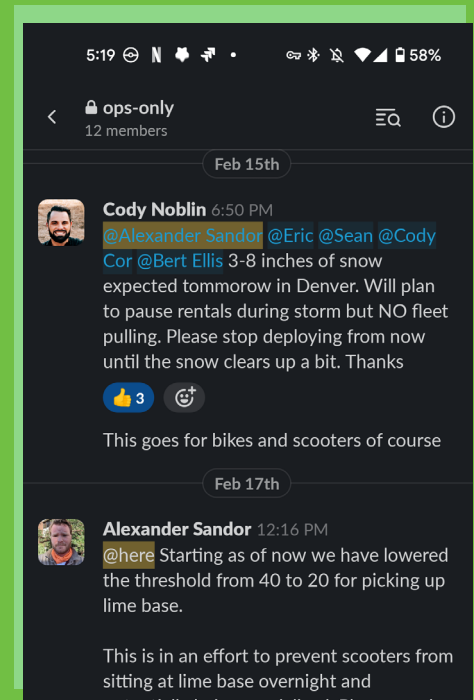 5:19
58%
ops-only
12 members
Feb 15th
Cody Noblin 6:50 PM
@Alexander Sandor @Eric @Sean @Cody
Cor @Bert Ellis 3-8 inches of snow
expected tommorow in Denver. Will plan
to pause rentals during storm but NO fleet
pulling. Please stop deploying from now
until the snow clears up a bit. Thanks
3
This goes for bikes and scooters of course
Feb 17th
Alexander Sandor 12:16 PM
@here Starting as of now we have lowered
the threshold from 40 to 20 for picking up
lime base.
This is in an effort to prevent scooters from
sitting at lime base overnight and